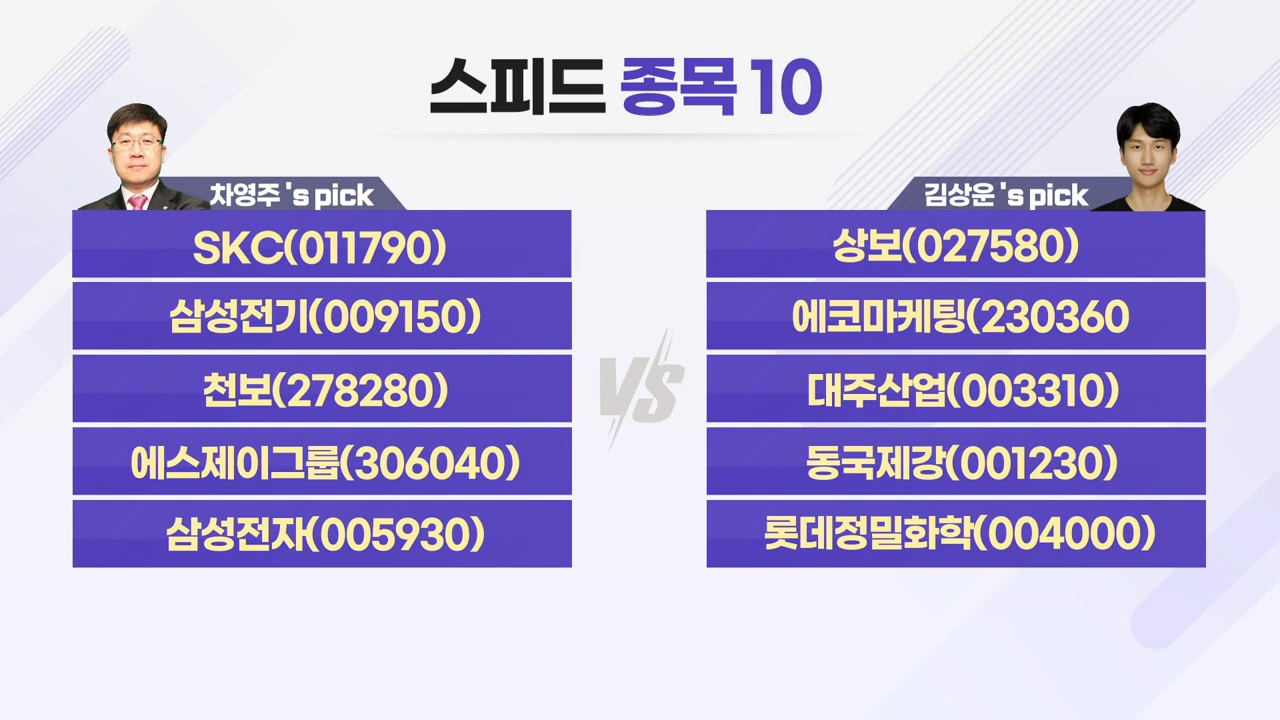 스피드 종목 10
차영주 's pick
SKC(011790)
삼성전기(009150)
천보(278280)
에스제이그룹(306040)
삼성전자(005930)
VS
김상운 's pick
상보(027580)
에코마케팅(230360
대주산업(003310)
동국제강(001230)
롯데정밀화학(004000)